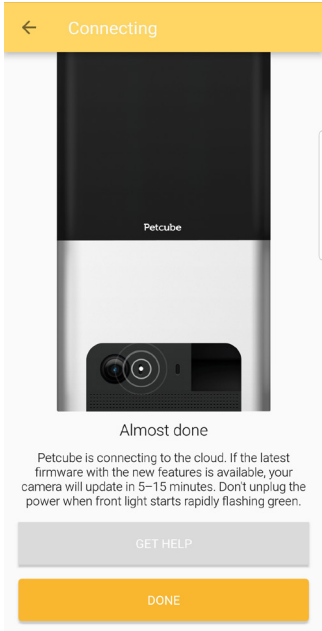 Connecting
Petcube
Almost done
Petcube is connecting to the cloud. If the latest
firmware with the new features is available, your
camera will update in 5–15 minutes. Don't unplug the
power when front light starts rapidly flashing green.
GET HELP
DONE